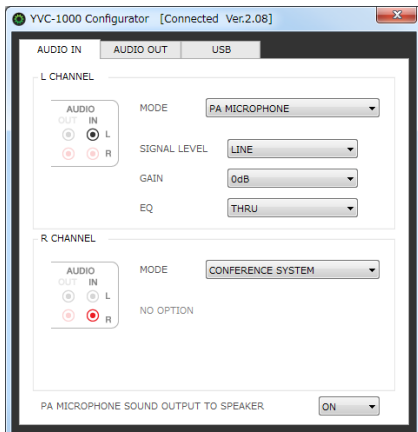 YVC-1000 Configurator [Connected Ver.2.08]
AUDIO IN AUDIO OUT USB
L CHANNEL
AUDIO
OUT IN
L
R
MODE PA MICROPHONE
SIGNAL LEVEL LINE
GAIN 0dB
EQ THRU
R CHANNEL
AUDIO
OUT IN
L
R
MODE CONFERENCE SYSTEM
NO OPTION
PA MICROPHONE SOUND OUTPUT TO SPEAKER ON